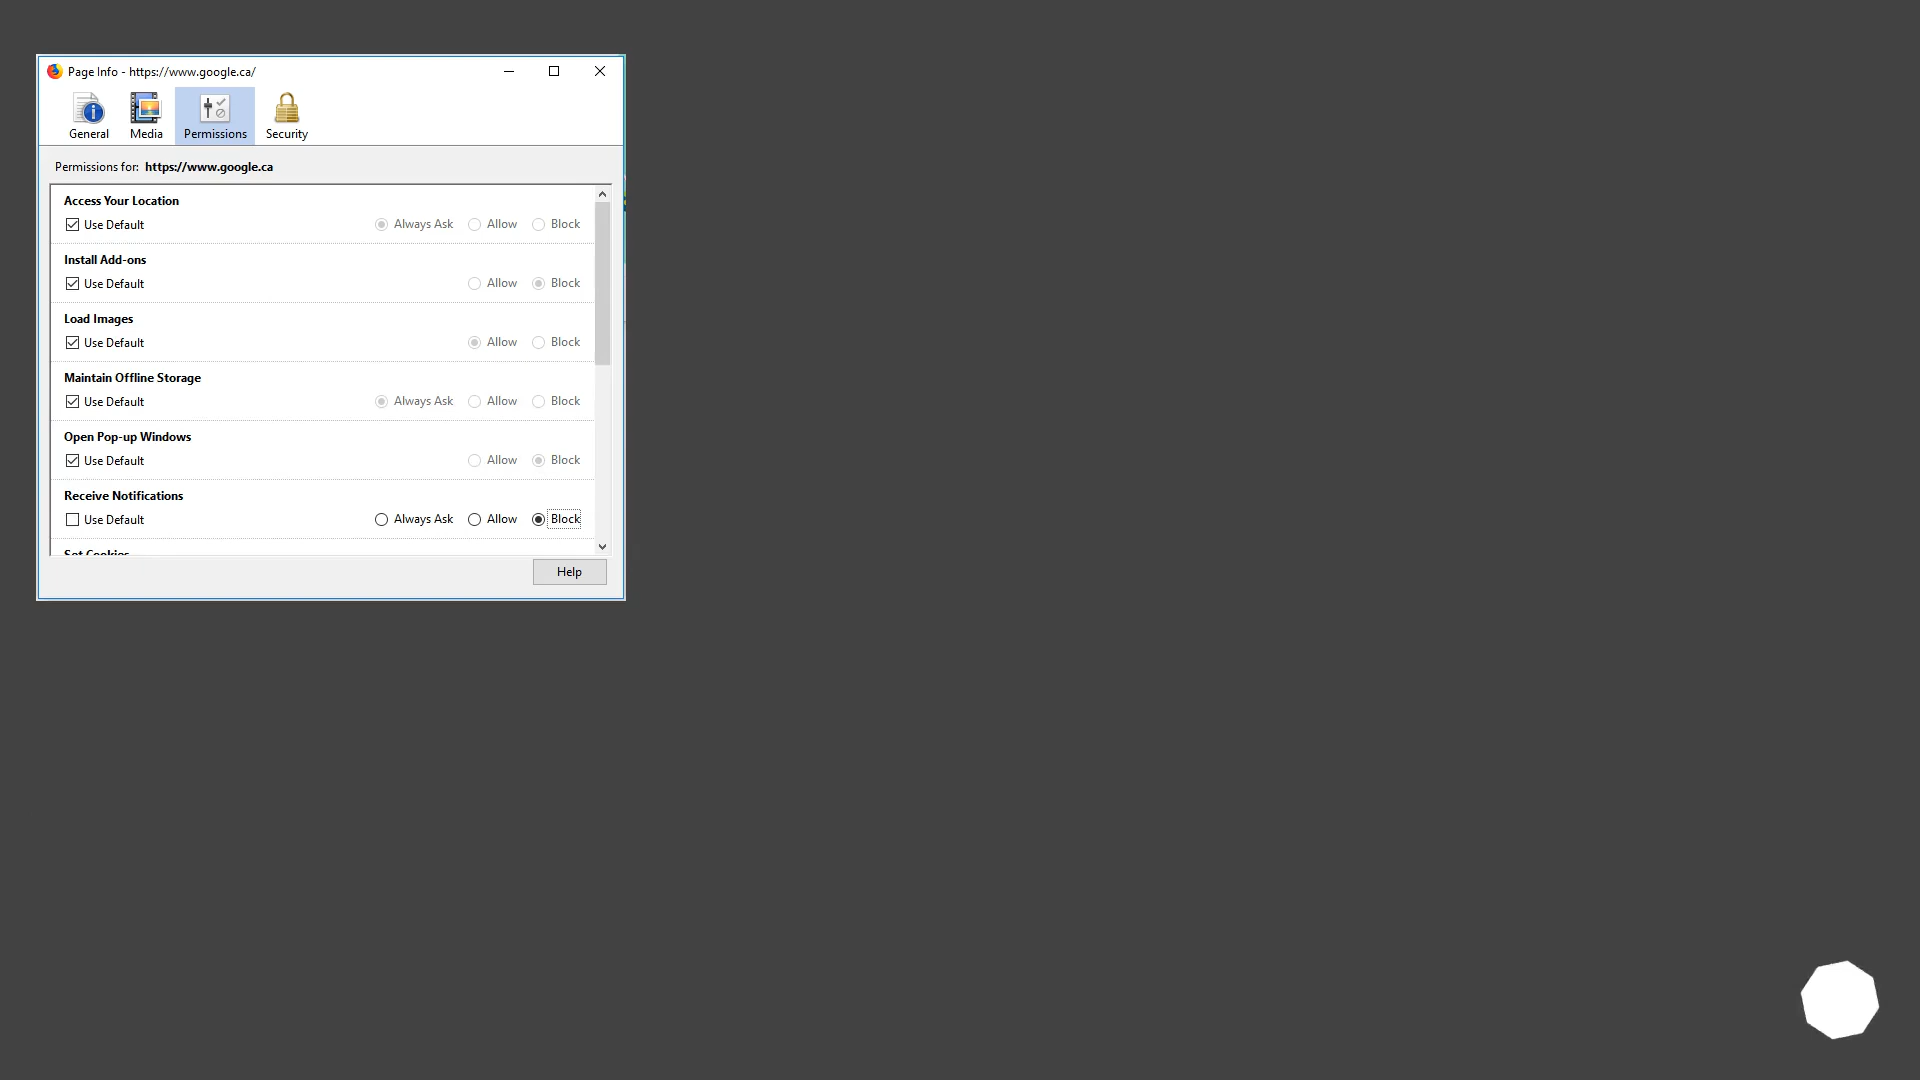 Page Info - https://www.google.ca/
General Media Permissions Security
Permissions for: https://www.google.ca
Access Your Location
Use Default Always Ask Allow Block
Install Add-ons
Use Default Allow Block
Load Images
Use Default Allow Block
Maintain Offline Storage
Use Default Always Ask Allow Block
Open Pop-up Windows
Use Default Allow Block
Receive Notifications
Use Default Always Ask Allow Block
Set Cookies
Help